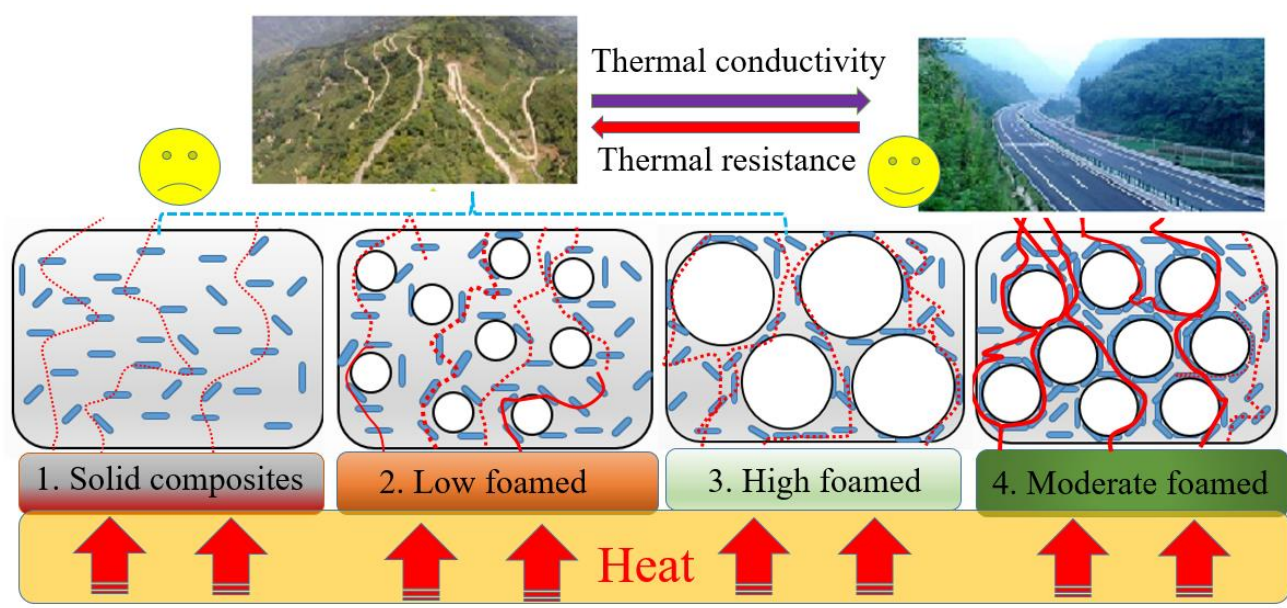 Thermal conductivity
Thermal resistance
1. Solid composites
2. Low foamed
3. High foamed
4. Moderate foamed
Heat